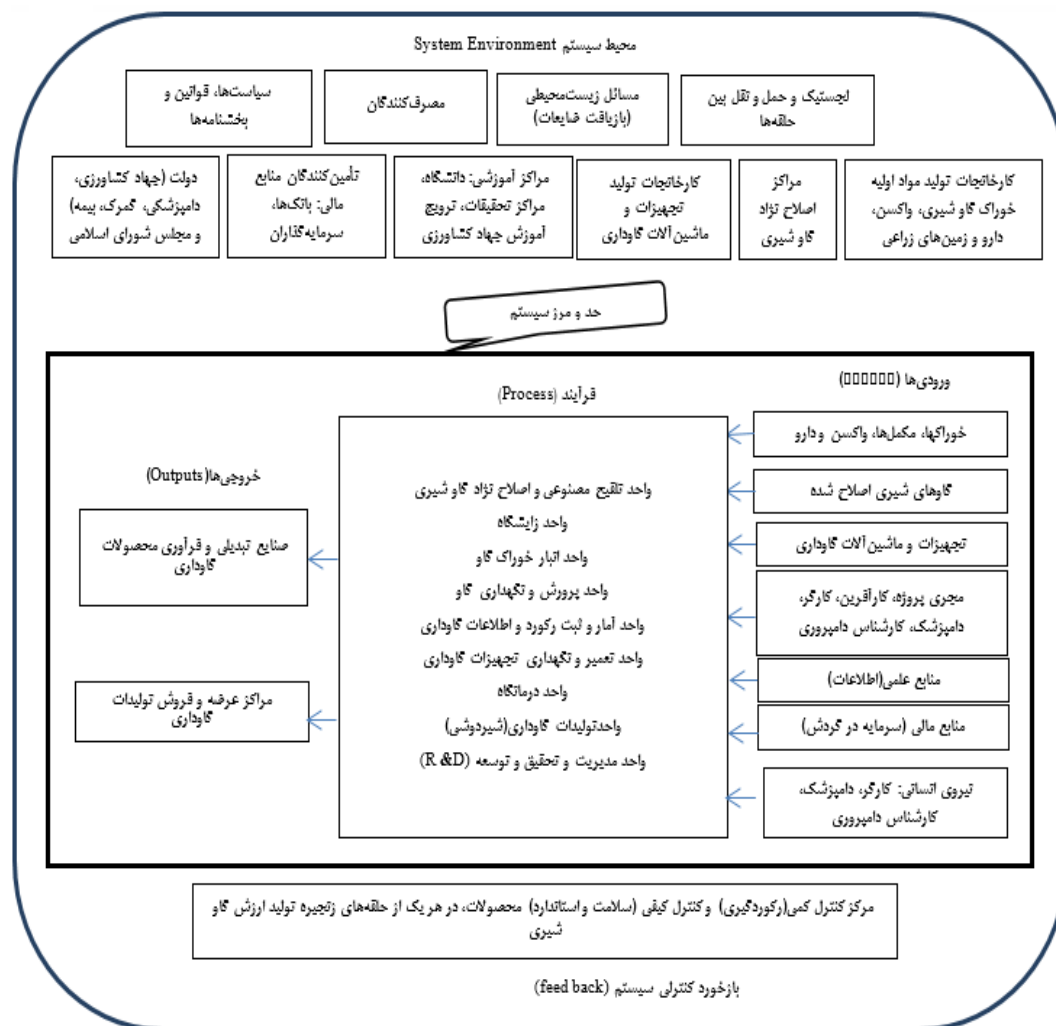 محیط سیستم System Environment
لجستیک و حمل و نقل بین
حلقه‌ها
مسائل زیست‌محیطی
(بازیافت ضایعات)
مصرف‌کنندگان
سیاست‌ها، قوانین و
بخشنامه‌ها
کارخانجات تولید مواد اولیه
خوراک گاو شیری، واکسن،
دارو و زمین‌های زراعی
مراکز
اصلاح نژاد
گاو شیری
کارخانجات تولید
تجهیزات و
ماشین‌آلات گاوداری
مراکز آموزشی: دانشگاه،
مراکز تحقیقات، ترویج
آموزش جهاد کشاورزی
تأمین‌کنندگان منابع
مالی: بانک‌ها،
سرمایه‌گذاران
دولت (جهاد کشاورزی،
دامپزشکی، گمرک، بیمه)
و مجلس شورای اسلامی
حد و مرز سیستم
ورودی‌ها (▯▯▯▯▯▯)
خوراکها، مکمل‌ها، واکسن و دارو
گاوهای شیری اصلاح شده
تجهیزات و ماشین‌آلات گاوداری
مجری پروژه، کارآفرین، کارگر،
دامپزشک، کارشناس دامپروری
منابع علمی(اطلاعات)
منابع مالی (سرمایه در گردش)
نیروی انسانی: کارگر، دامپزشک،
کارشناس دامپروری
فرآیند (Process)
واحد تلقیح مصنوعی و اصلاح نژاد گاو شیری
واحد زایشگاه
واحد انبار خوراک گاو
واحد پرورش و نگهداری گاو
واحد آمار و ثبت رکورد و اطلاعات گاوداری
واحد تعمیر و نگهداری تجهیزات گاوداری
واحد درمانگاه
واحدتولیدات گاوداری(شیردوشی)
واحد مدیریت و تحقیق و توسعه (R &D)
خروجی‌ها(Outputs)
صنایع تبدیلی و فرآوری محصولات
گاوداری
مراکز عرضه و فروش تولیدات
گاوداری
مرکز کنترل کمی(رکوردگیری) و کنترل کیفی (سلامت و استاندارد) محصولات، در هر یک از حلقه‌های زنجیره تولید ارزش گاو
شیری
بازخورد کنترلی سیستم (feed back)